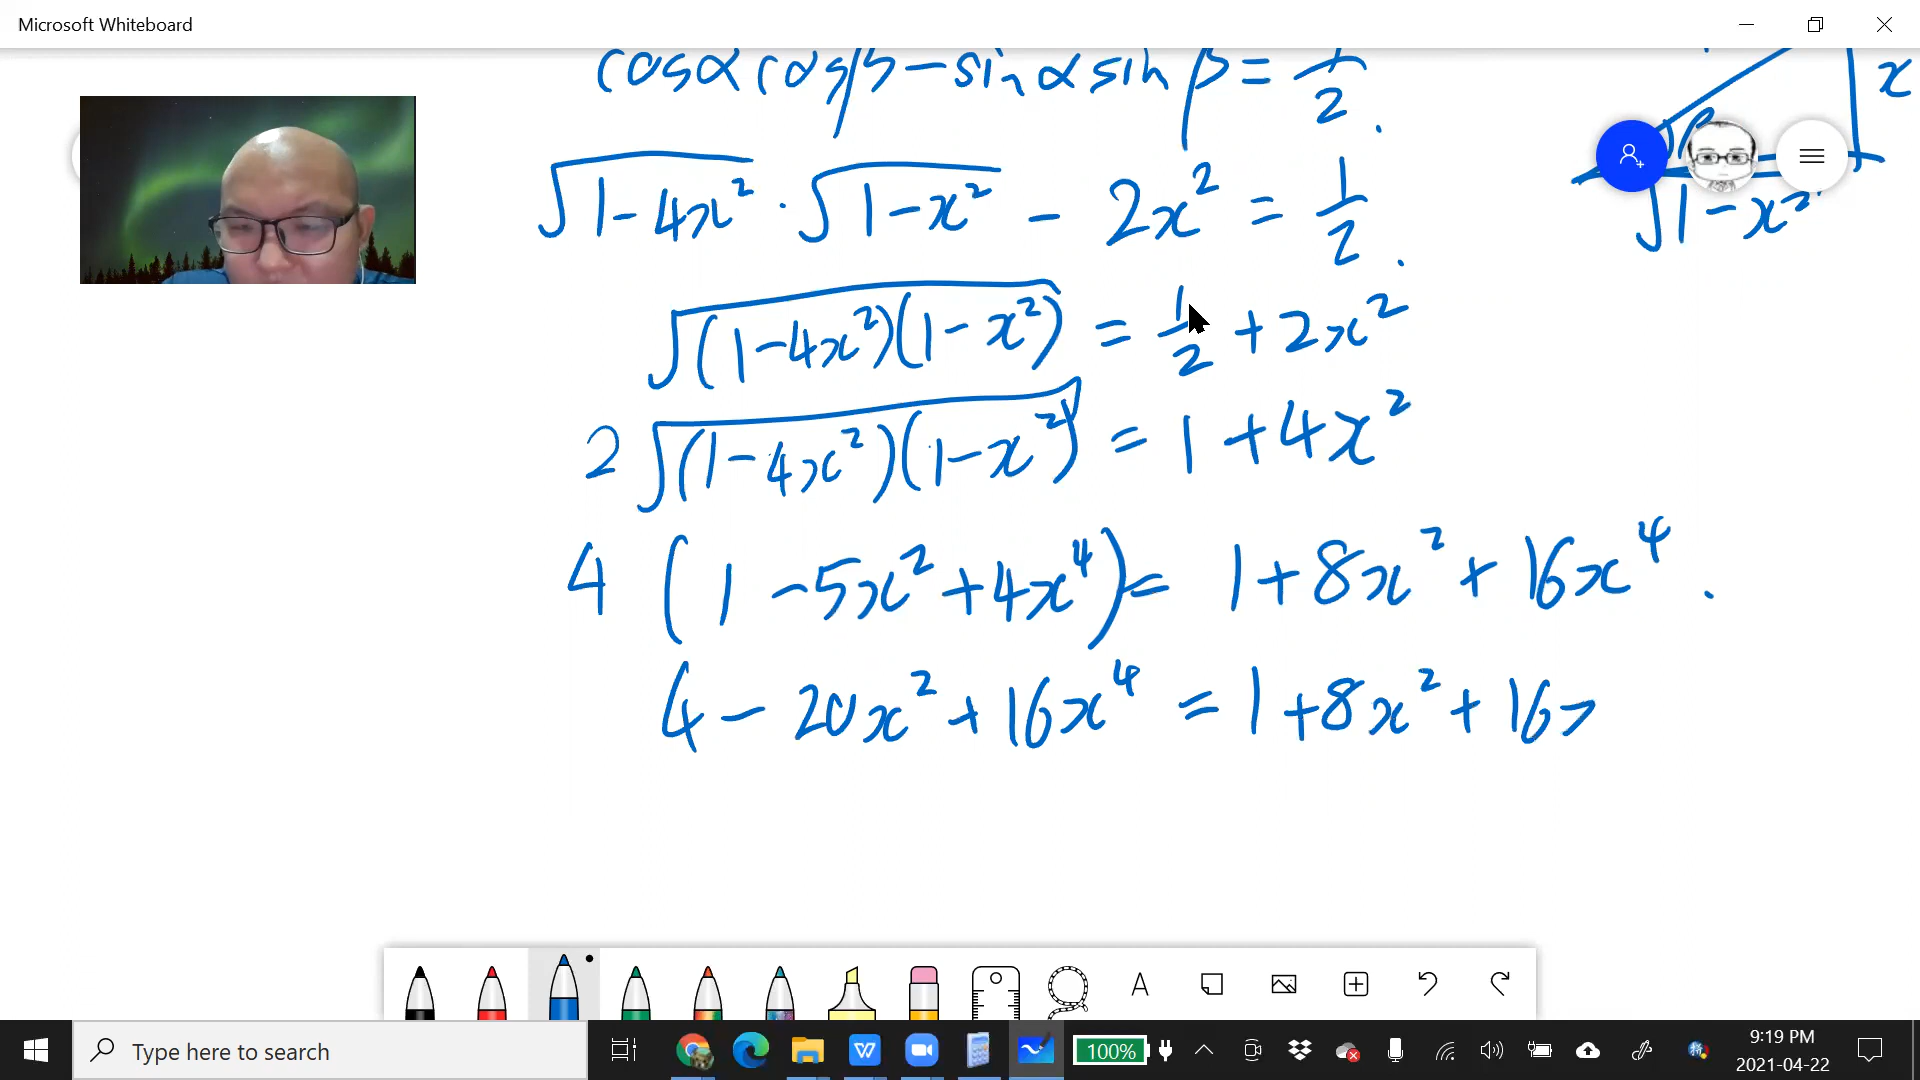 Microsoft Whiteboard
cosα cosβ - sinα sinβ = 1/2.
x
β
√(1-4x²) · √(1-x²) - 2x² = 1/2.
√(1-x²)
√((1-4x²)(1-x²)) = 1/2 + 2x²
2√((1-4x²)(1-x²)) = 1 + 4x²
4 (1 - 5x² + 4x⁴) = 1 + 8x² + 16x⁴.
4 - 20x² + 16x⁴ = 1 + 8x² + 16
A
Type here to search
W
100%
9:19 PM
2021-04-22